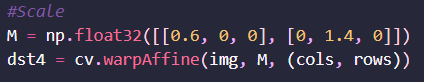 #Scale
M = np.float32([[0.6, 0, 0], [0, 1.4, 0]])
dst4 = cv.warpAffine(img, M, (cols, rows))